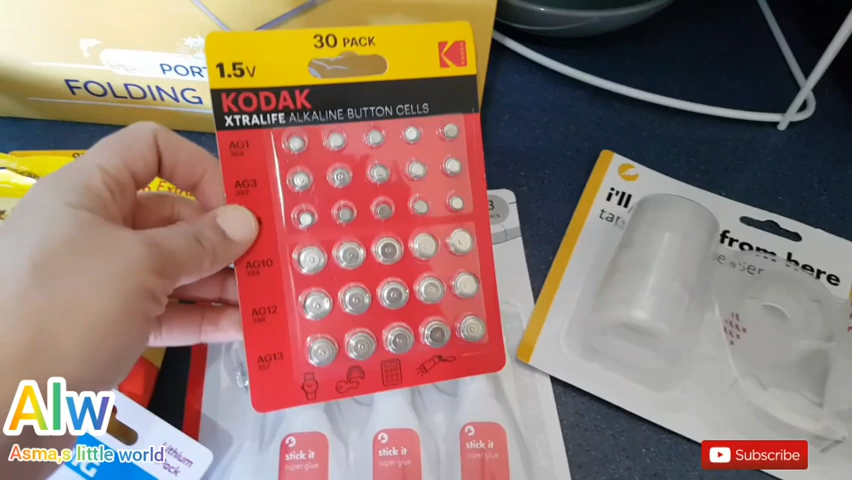 PORT
FOLDING
30 PACK
1.5V
KODAK
KODAK
XTRALIFE ALKALINE BUTTON CELLS
AG1
364
AG3
AG10
AG12
386
AG13
357
i'll
from here
stick it
super glue
stick it
super glue
stick it
super glue
Lithium
Alw
Asma,s little world
Subscribe